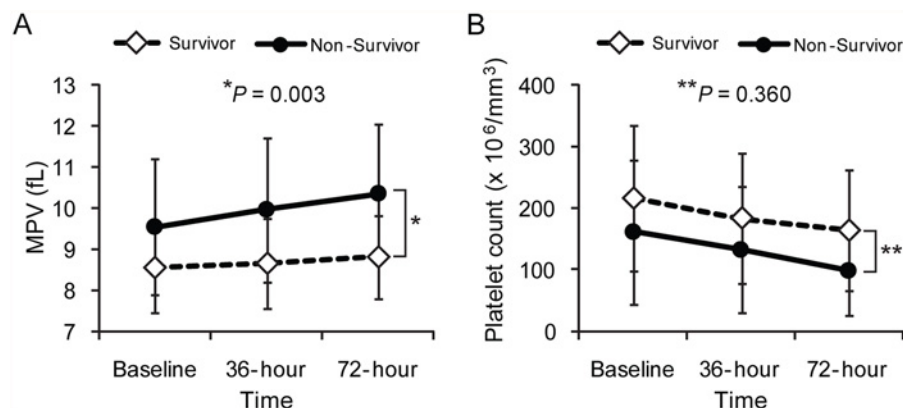 A
Survivor
Non-Survivor
*P = 0.003
MPV (fL)
13
12
11
10
9
8
7
*
Baseline 36-hour 72-hour
Time
B
Survivor
Non-Survivor
**P = 0.360
Platelet count (x 10⁶/mm³)
400
300
200
100
0
**
Baseline 36-hour 72-hour
Time